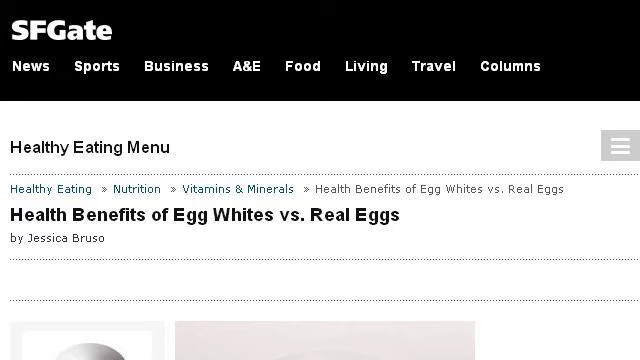 SFGate
News Sports Business A&E Food Living Travel Columns
Healthy Eating Menu
Healthy Eating » Nutrition » Vitamins & Minerals » Health Benefits of Egg Whites vs. Real Eggs
Health Benefits of Egg Whites vs. Real Eggs
by Jessica Bruso